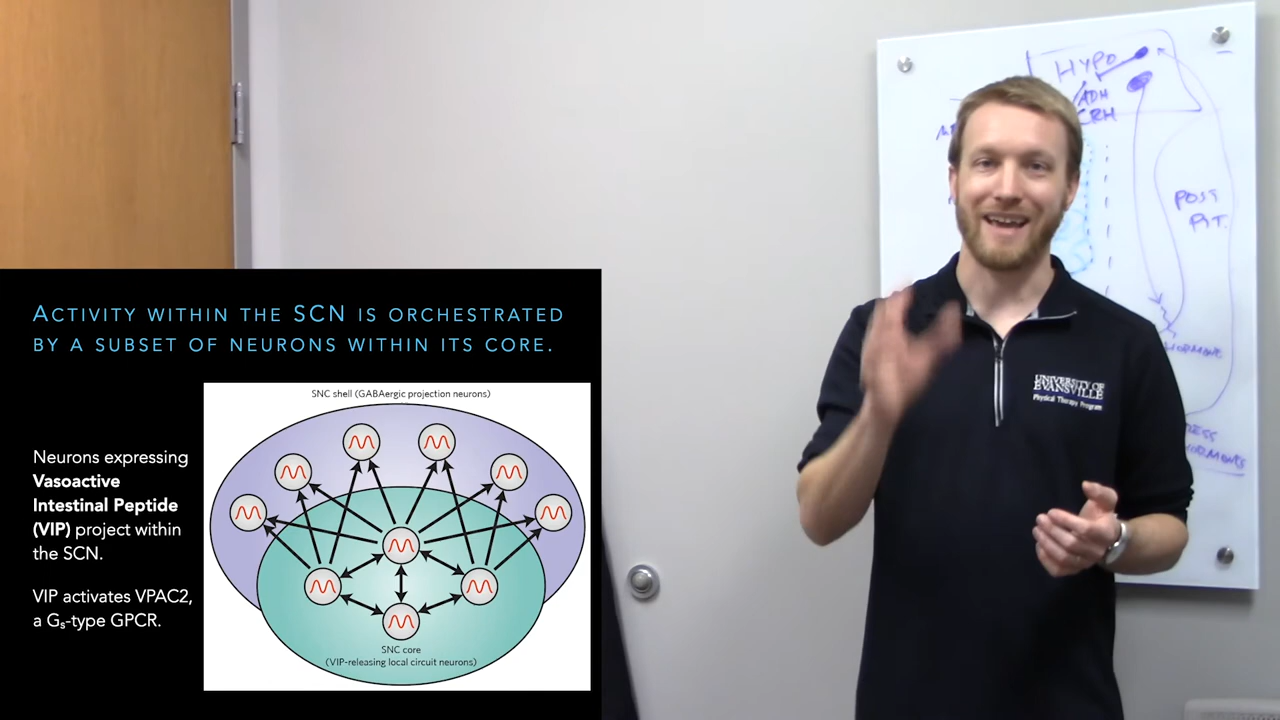 ACTIVITY WITHIN THE SCN IS ORCHESTRATED
BY A SUBSET OF NEURONS WITHIN ITS CORE.
Neurons expressing
Vasoactive
Intestinal Peptide
(VIP) project within
the SCN.
VIP activates VPAC2,
a Gₛ-type GPCR.
SNC shell (GABAergic projection neurons)
SNC core
(VIP-releasing local circuit neurons)
HYPO
ADH
CRH
POST
PIT.
HORMONE
UNIVERSITY OF
EVANSVILLE
Physical Therapy Program